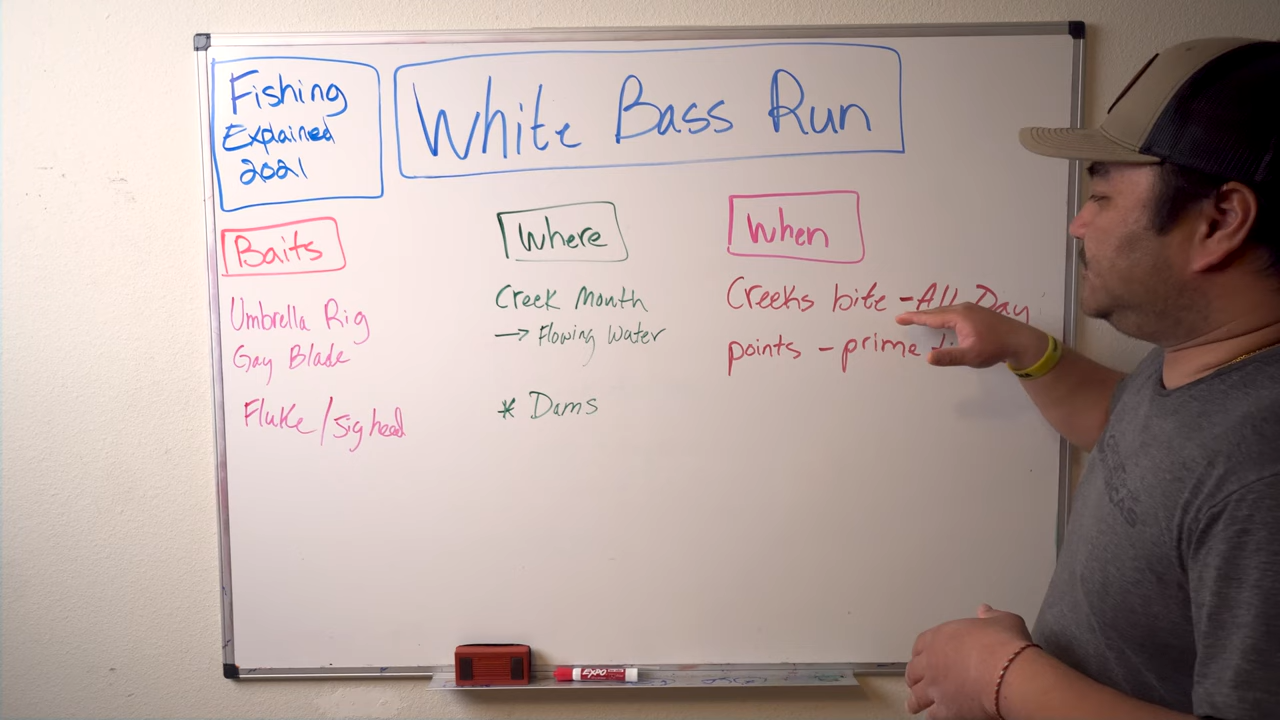 Fishing
Explained
2021
White Bass Run
Baits
Umbrella Rig
Gay Blade
Fluke/Jig head
Where
Creek Mouth
→ Flowing Water
* Dams
When
Creeks bite - All Day
points - prime
EXPO